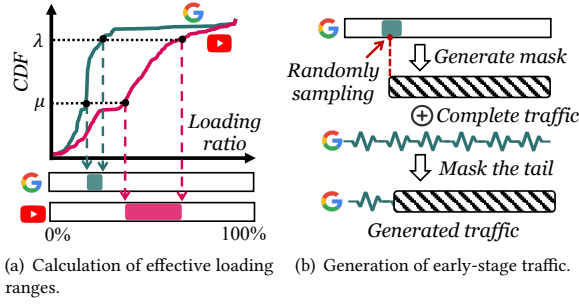 CDF
λ
μ
Loading
ratio
0%
100%
Randomly
sampling
Generate mask
Complete traffic
Mask the tail
Generated traffic
(a) Calculation of effective loading
ranges.
(b) Generation of early-stage traffic.